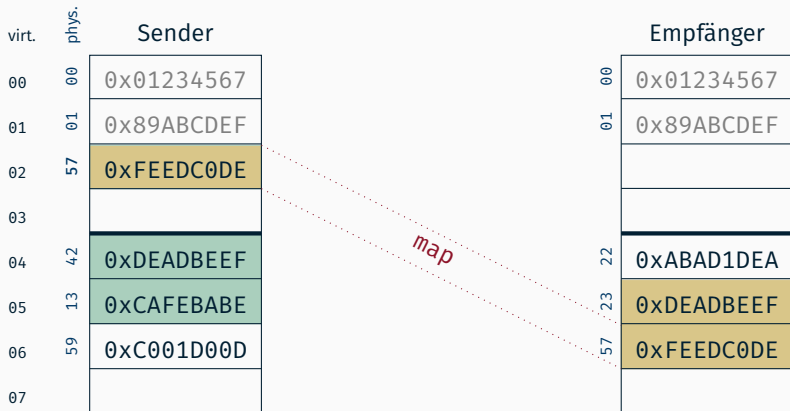 virt. phys. Sender Empfänger
00 00 0x01234567 00 0x01234567
01 01 0x89ABCDEF 01 0x89ABCDEF
02 57 0xFEEDC0DE
03
map
04 42 0xDEADBEEF 22 0xABAD1DEA
05 13 0xCAFEBABE 23 0xDEADBEEF
06 59 0xC001D00D 57 0xFEEDC0DE
07